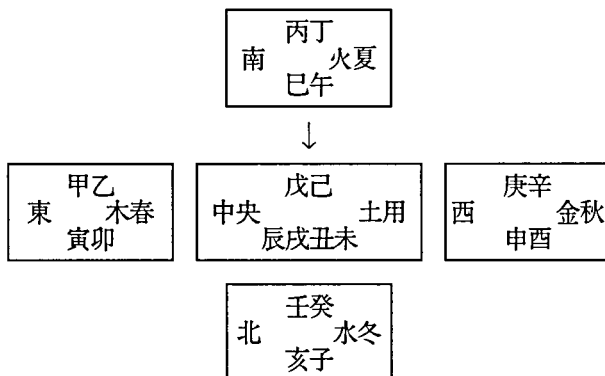 丙丁
南 火夏
巳午
↓
甲乙
東 木春
寅卯
戊己
中央 土用
辰戌丑未
庚辛
西 金秋
申酉
壬癸
北 水冬
亥子